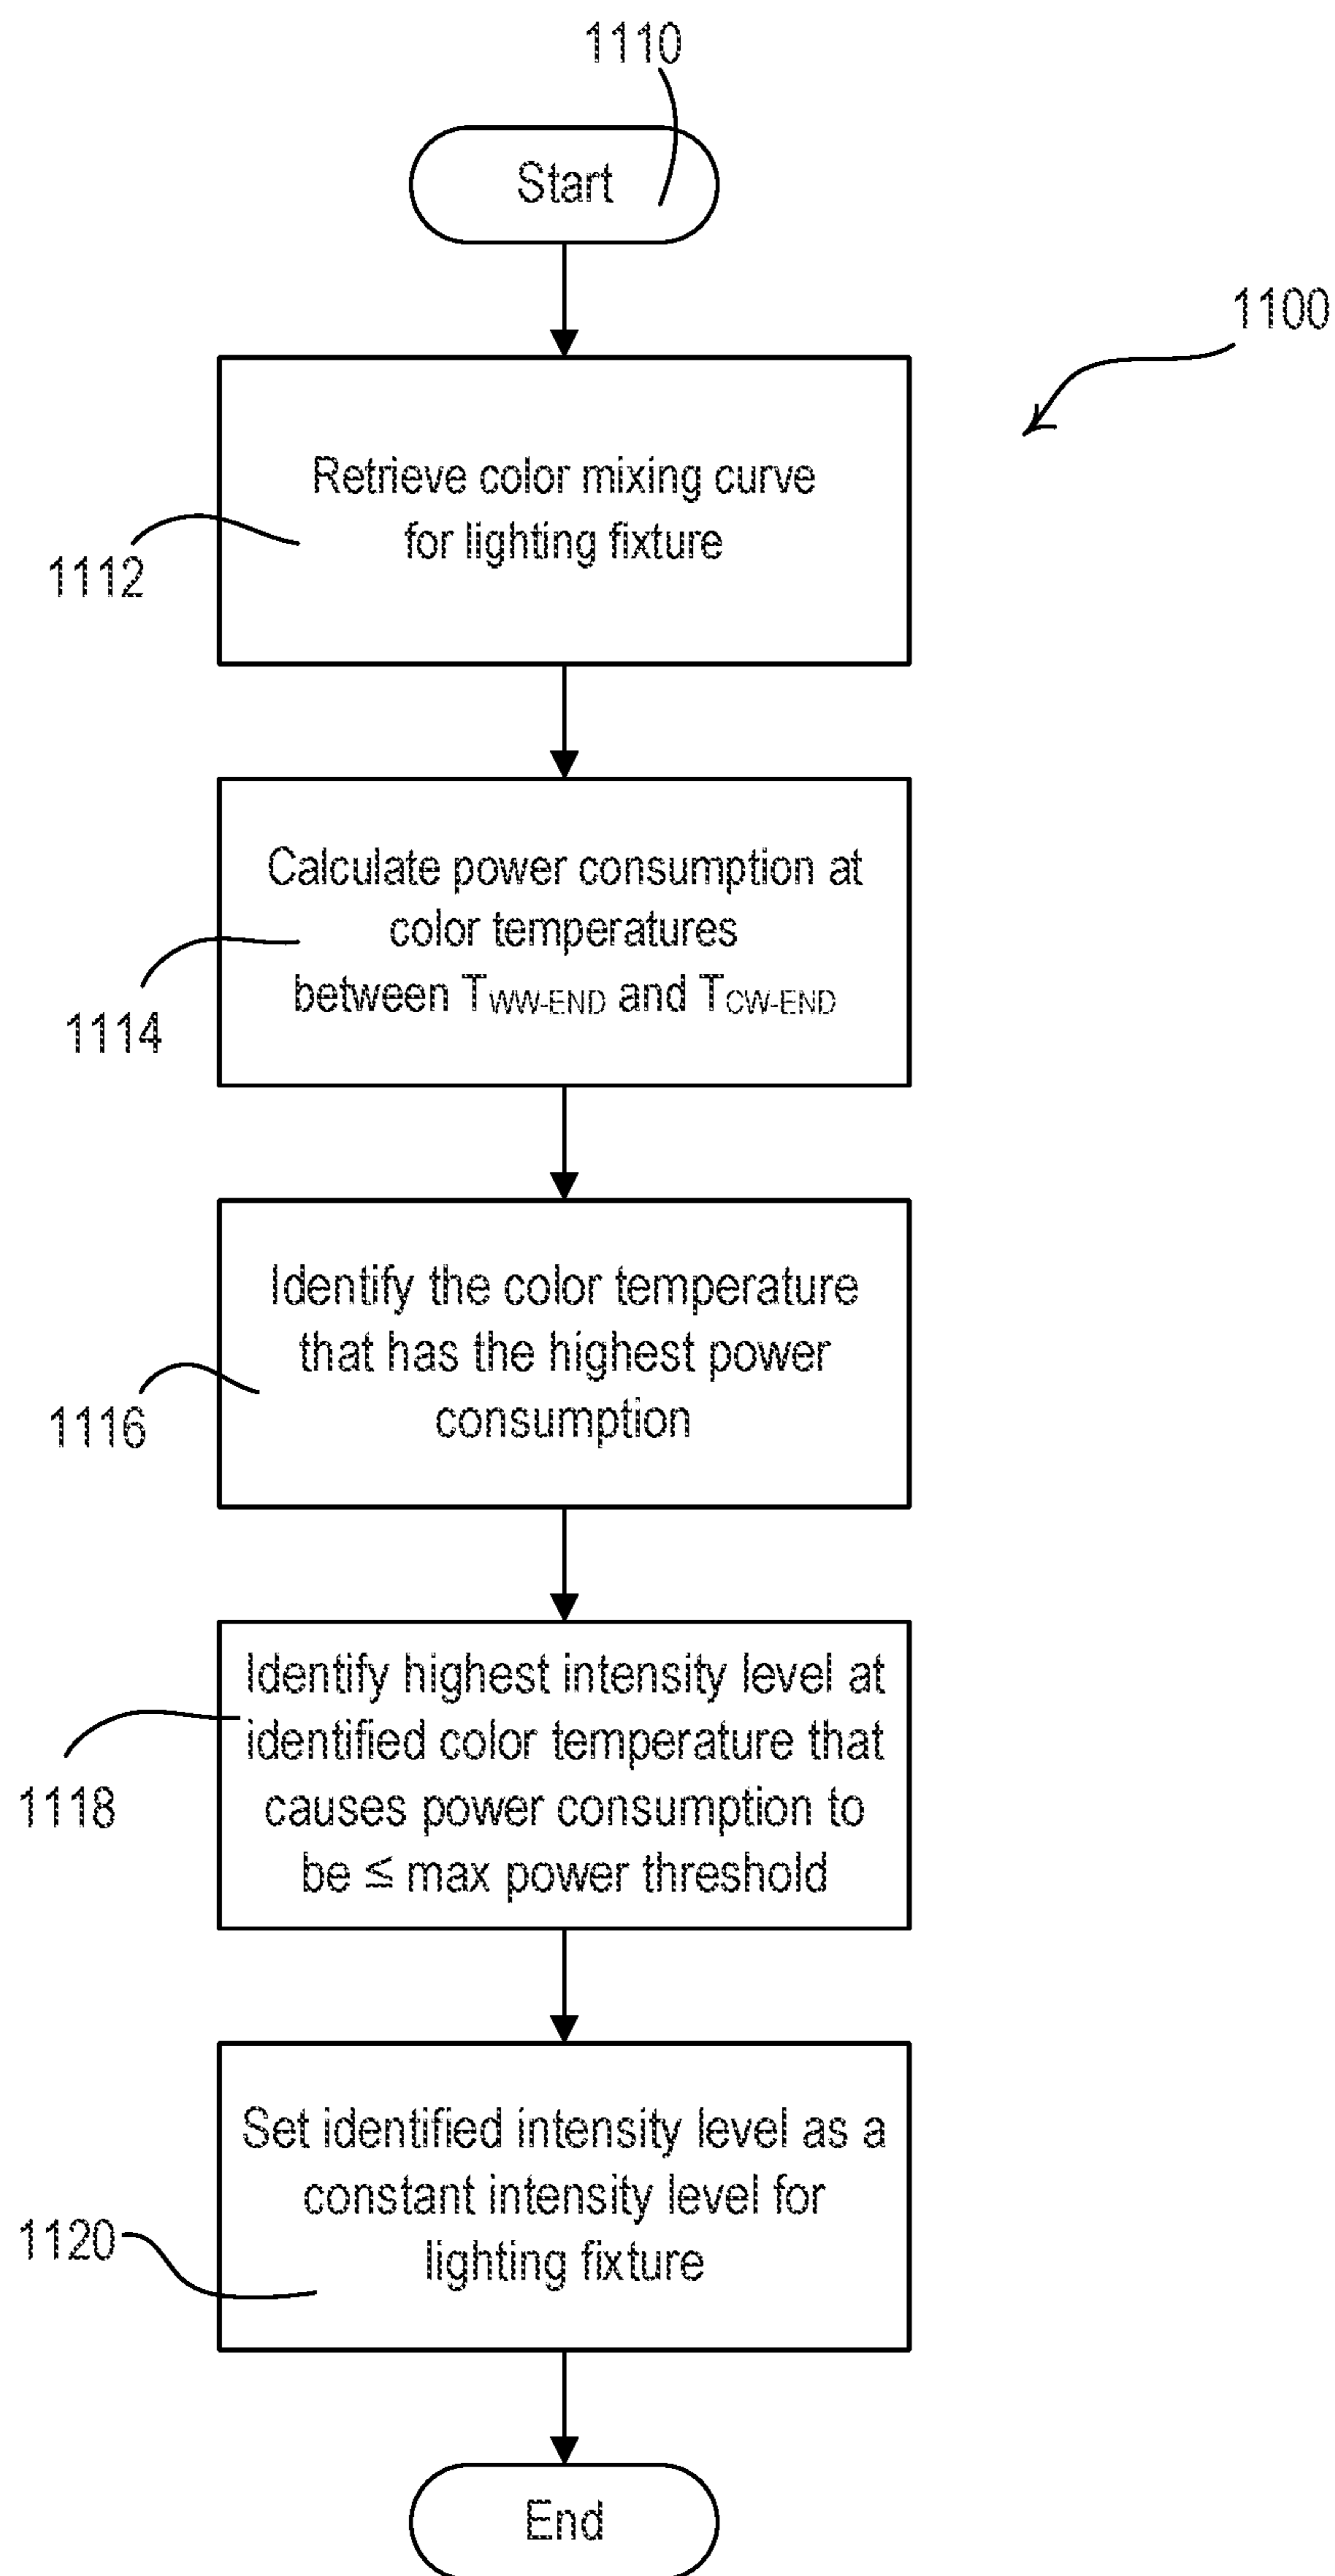 1110
Start
1100
Retrieve color mixing curve
for lighting fixture
1112
Calculate power consumption at
color temperatures
between TWW-END and TCW-END
1114
Identify the color temperature
that has the highest power
consumption
1116
Identify highest intensity level at
identified color temperature that
causes power consumption to
be ≤ max power threshold
1118
Set identified intensity level as a
constant intensity level for
lighting fixture
1120
End